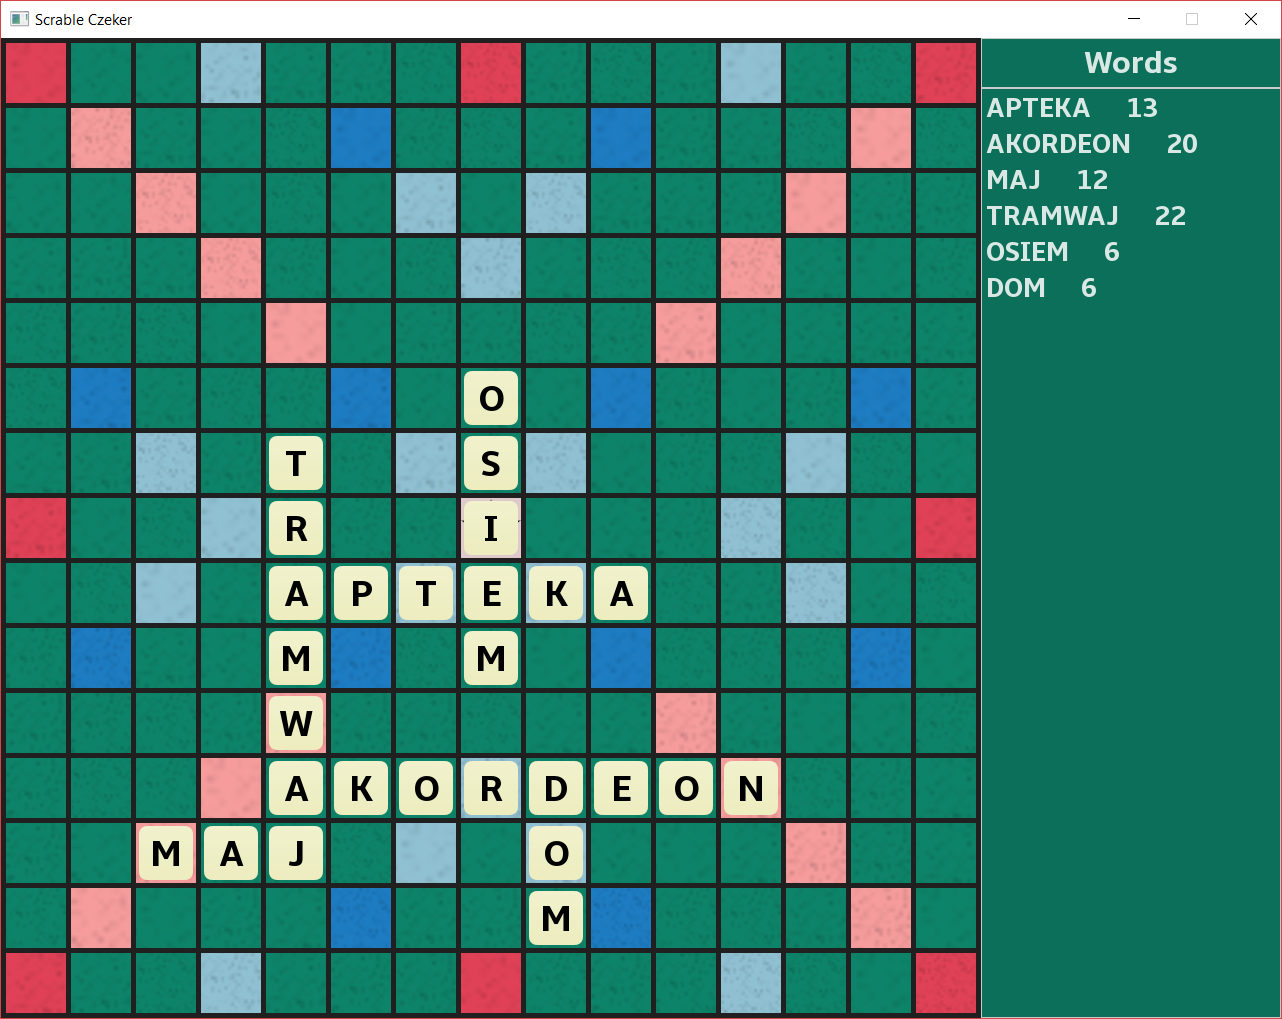 Scrable Czeker
Words
APTEKA 13
AKORDEON 20
MAJ 12
TRAMWAJ 22
OSIEM 6
DOM 6
O
T S
R I
A P T E K A
M M
W
A K O R D E O N
M A J O
M